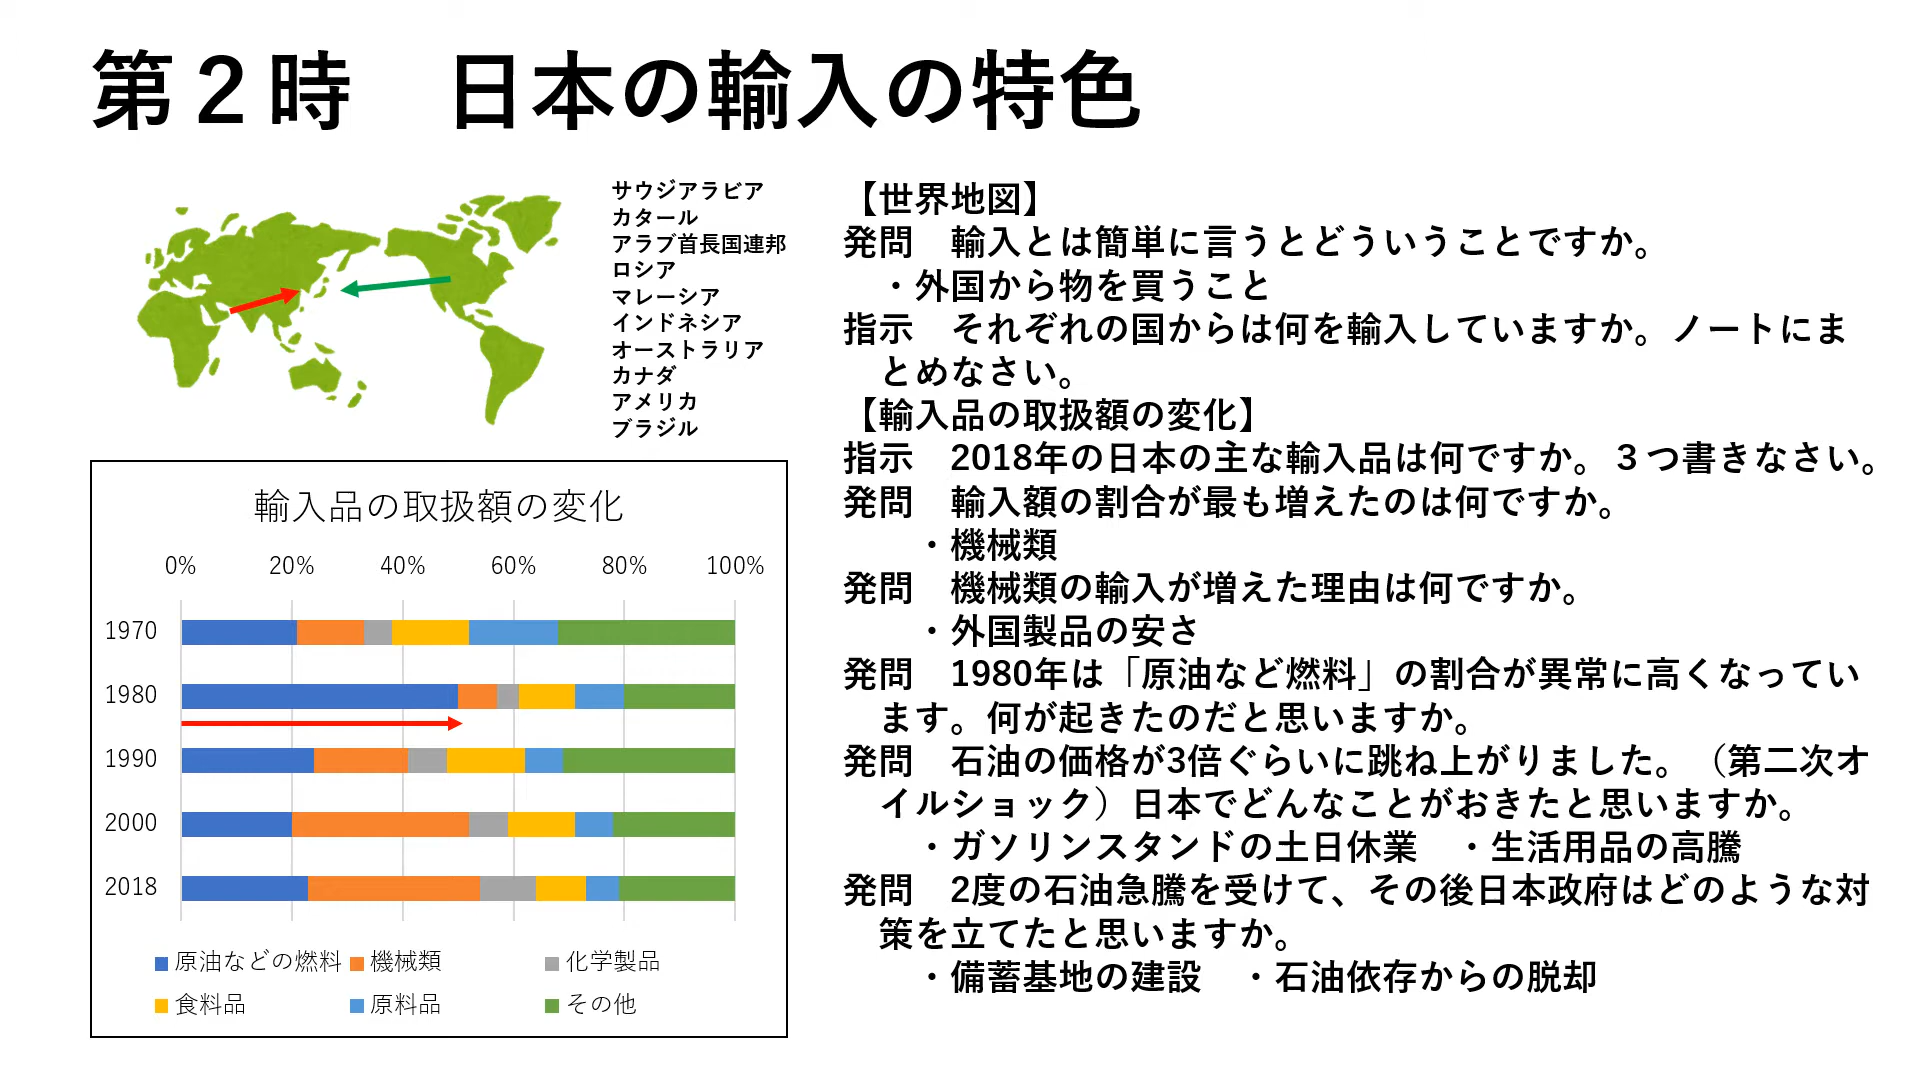 第２時　日本の輸入の特色
サウジアラビア
カタール
アラブ首長国連邦
ロシア
マレーシア
インドネシア
オーストラリア
カナダ
アメリカ
ブラジル
輸入品の取扱額の変化
0% 20% 40% 60% 80% 100%
1970
1980
1990
2000
2018
原油などの燃料 機械類 化学製品
食料品 原料品 その他
【世界地図】
発問　輸入とは簡単に言うとどういうことですか。
・外国から物を買うこと
指示　それぞれの国からは何を輸入していますか。ノートにま
とめなさい。
【輸入品の取扱額の変化】
指示　2018年の日本の主な輸入品は何ですか。３つ書きなさい。
発問　輸入額の割合が最も増えたのは何ですか。
・機械類
発問　機械類の輸入が増えた理由は何ですか。
・外国製品の安さ
発問　1980年は「原油など燃料」の割合が異常に高くなってい
ます。何が起きたのだと思いますか。
発問　石油の価格が3倍ぐらいに跳ね上がりました。（第二次オ
イルショック）日本でどんなことがおきたと思いますか。
・ガソリンスタンドの土日休業　・生活用品の高騰
発問　2度の石油急騰を受けて、その後日本政府はどのような対
策を立てたと思いますか。
・備蓄基地の建設　・石油依存からの脱却